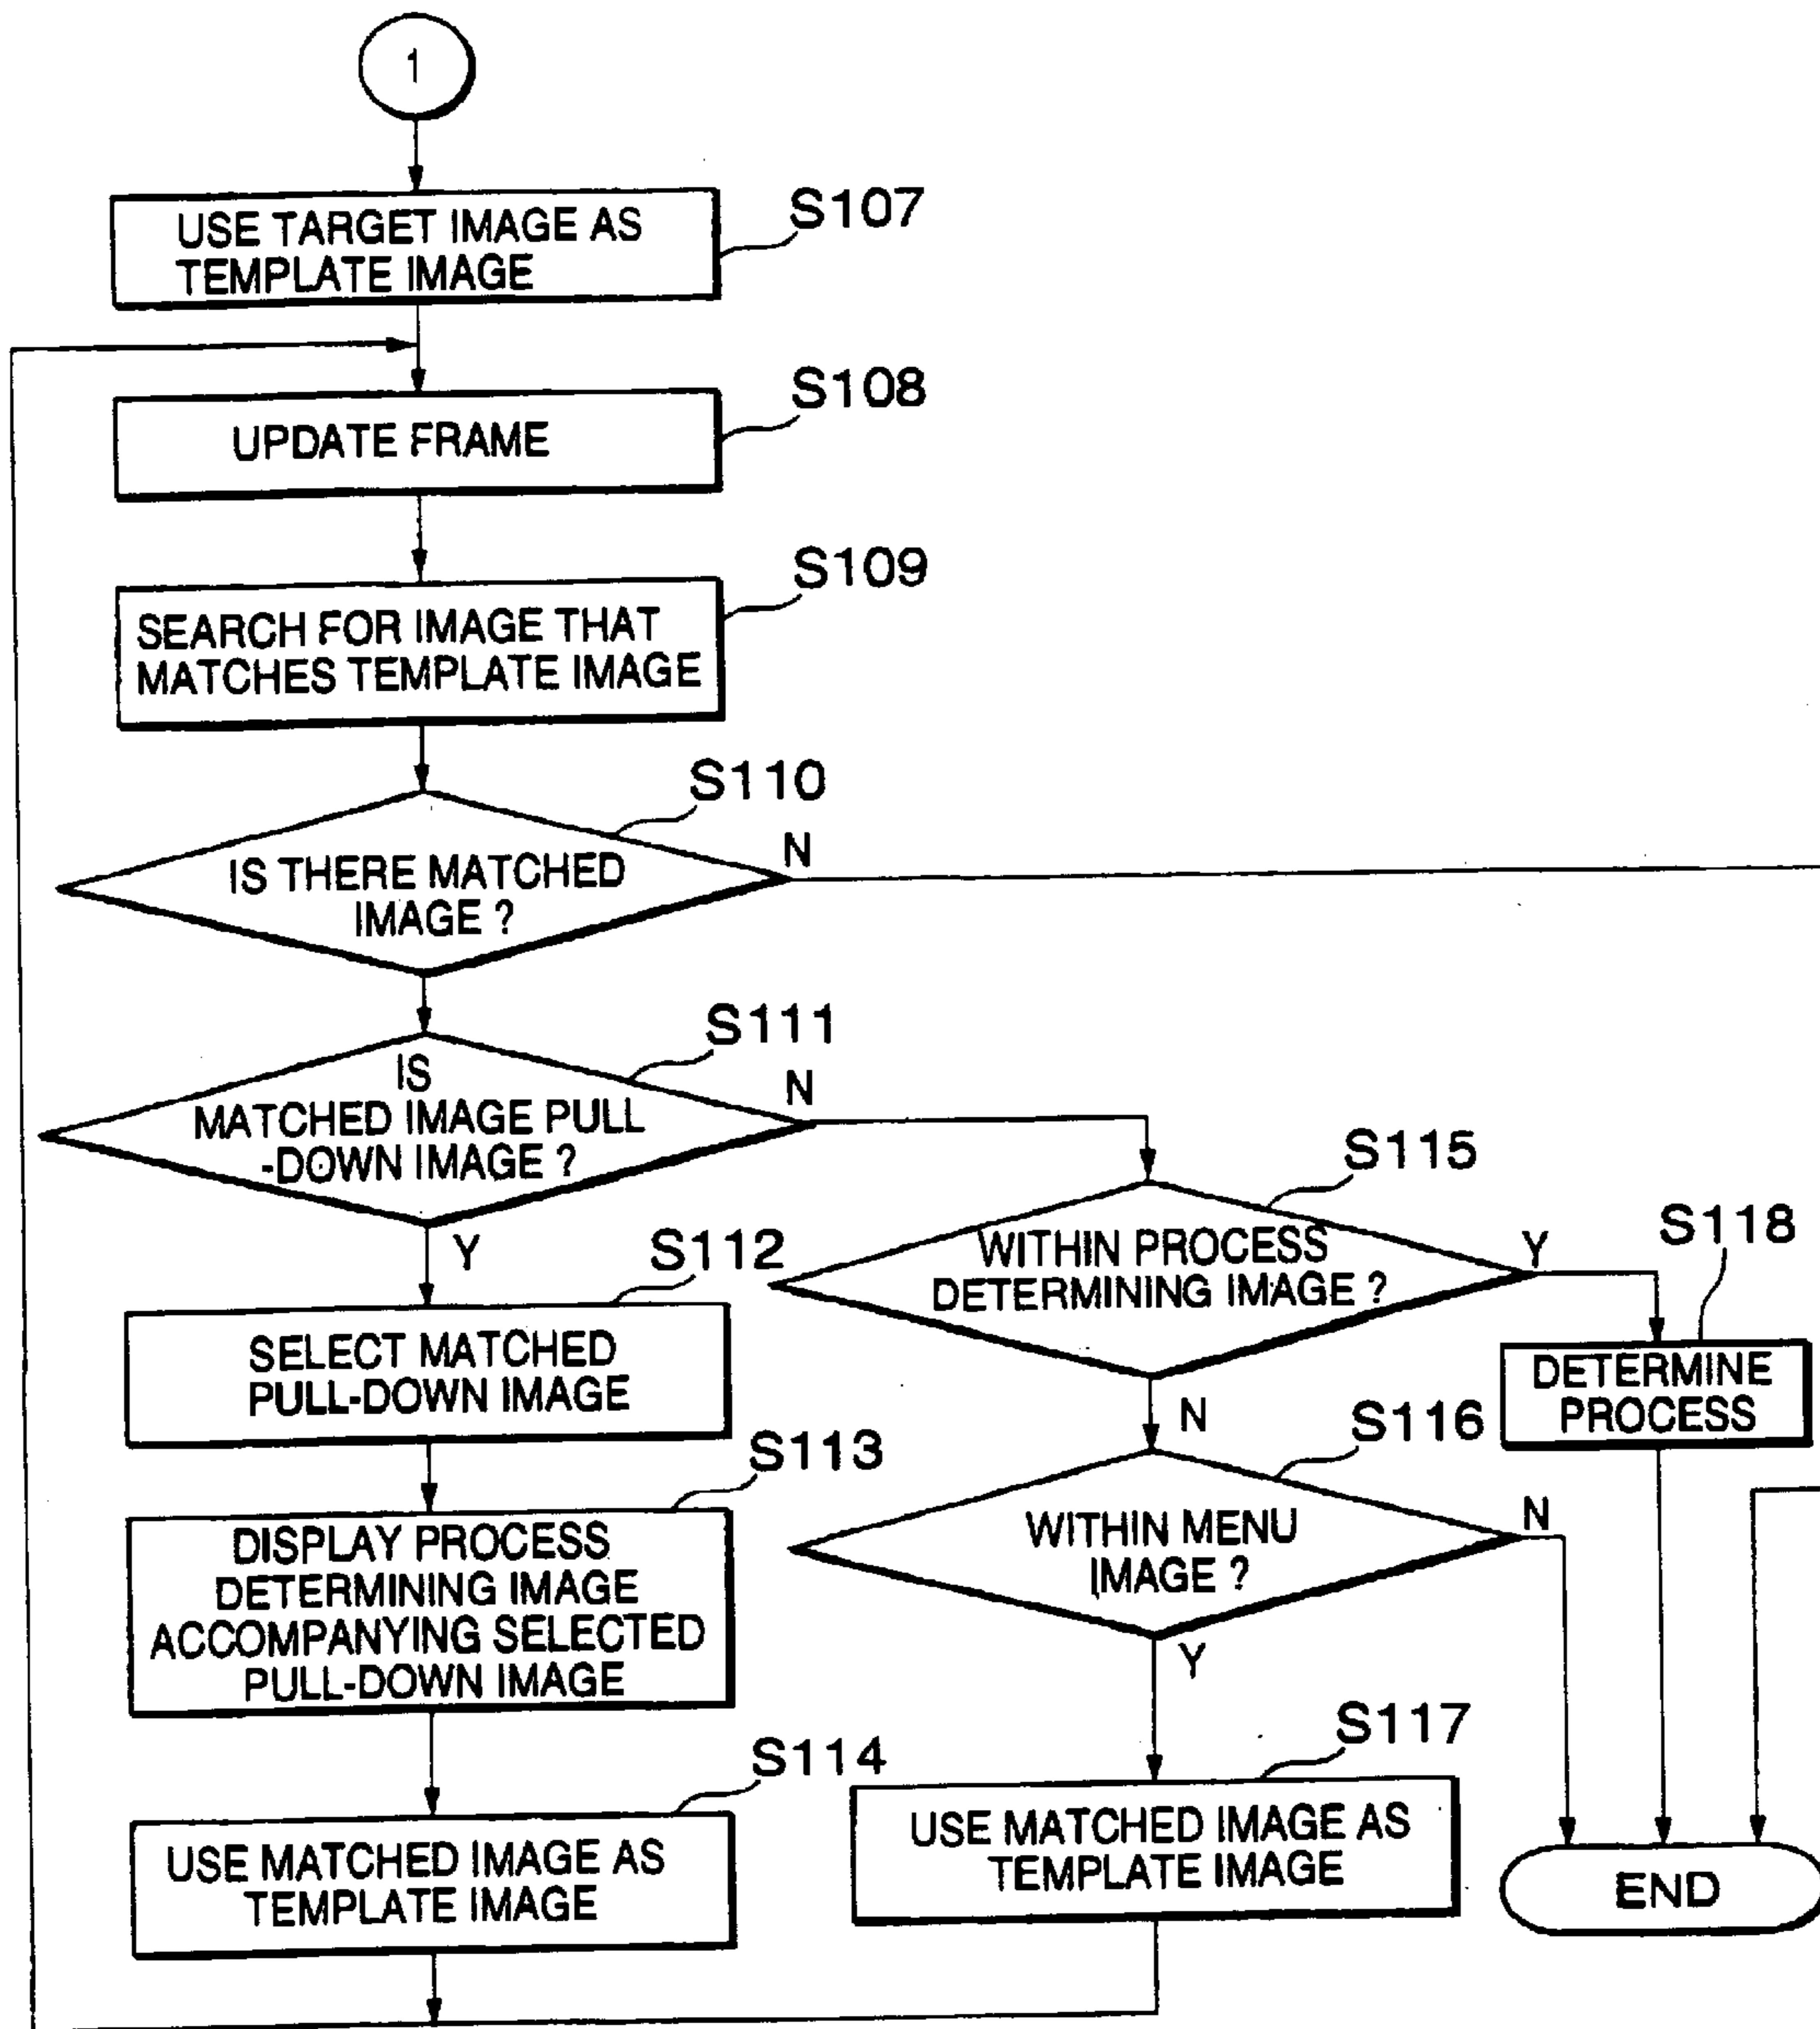 1
S107
USE TARGET IMAGE AS
TEMPLATE IMAGE
S108
UPDATE FRAME
S109
SEARCH FOR IMAGE THAT
MATCHES TEMPLATE IMAGE
S110
IS THERE MATCHED
IMAGE ?
N
S111
IS
MATCHED IMAGE PULL
-DOWN IMAGE ?
N
Y
S115
WITHIN PROCESS
DETERMINING IMAGE ?
Y
N
S118
DETERMINE
PROCESS
S112
SELECT MATCHED
PULL-DOWN IMAGE
S116
WITHIN MENU
IMAGE ?
N
Y
S113
DISPLAY PROCESS
DETERMINING IMAGE
ACCOMPANYING SELECTED
PULL-DOWN IMAGE
S117
USE MATCHED IMAGE AS
TEMPLATE IMAGE
S114
USE MATCHED IMAGE AS
TEMPLATE IMAGE
END